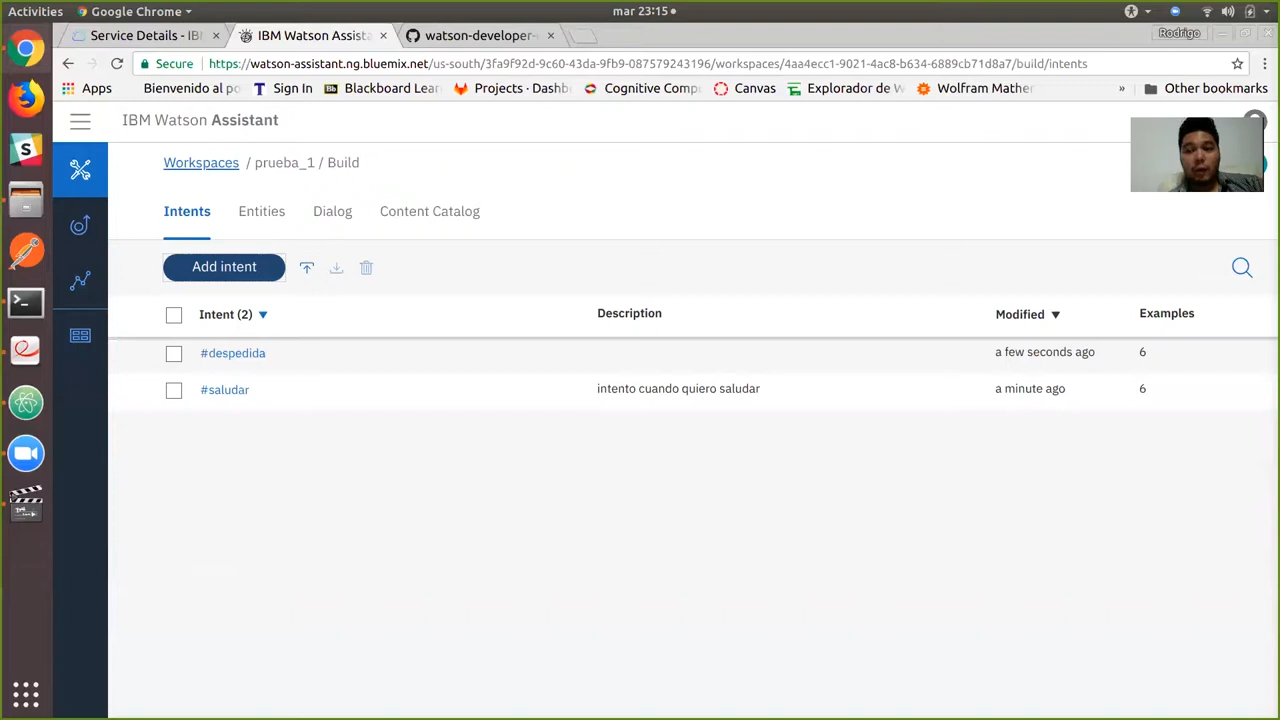 Activities Google Chrome mar 23:15
Rodrigo
Service Details - IBM IBM Watson Assista watson-developer-
Secure https://watson-assistant.ng.bluemix.net/us-south/3fa9f92d-9c60-43da-9fb9-087579243196/workspaces/4aa4ecc1-9021-4ac8-b634-6889cb71d8a7/build/intents
Apps Bienvenido al po Sign In Blackboard Lear Projects · Dashb Cognitive Comp Canvas Explorador de W Wolfram Mathe » Other bookmarks
IBM Watson Assistant
Workspaces / prueba_1 / Build
Intents Entities Dialog Content Catalog
Add intent
Intent (2) ▼ Description Modified ▼ Examples
#despedida a few seconds ago 6
#saludar intento cuando quiero saludar a minute ago 6